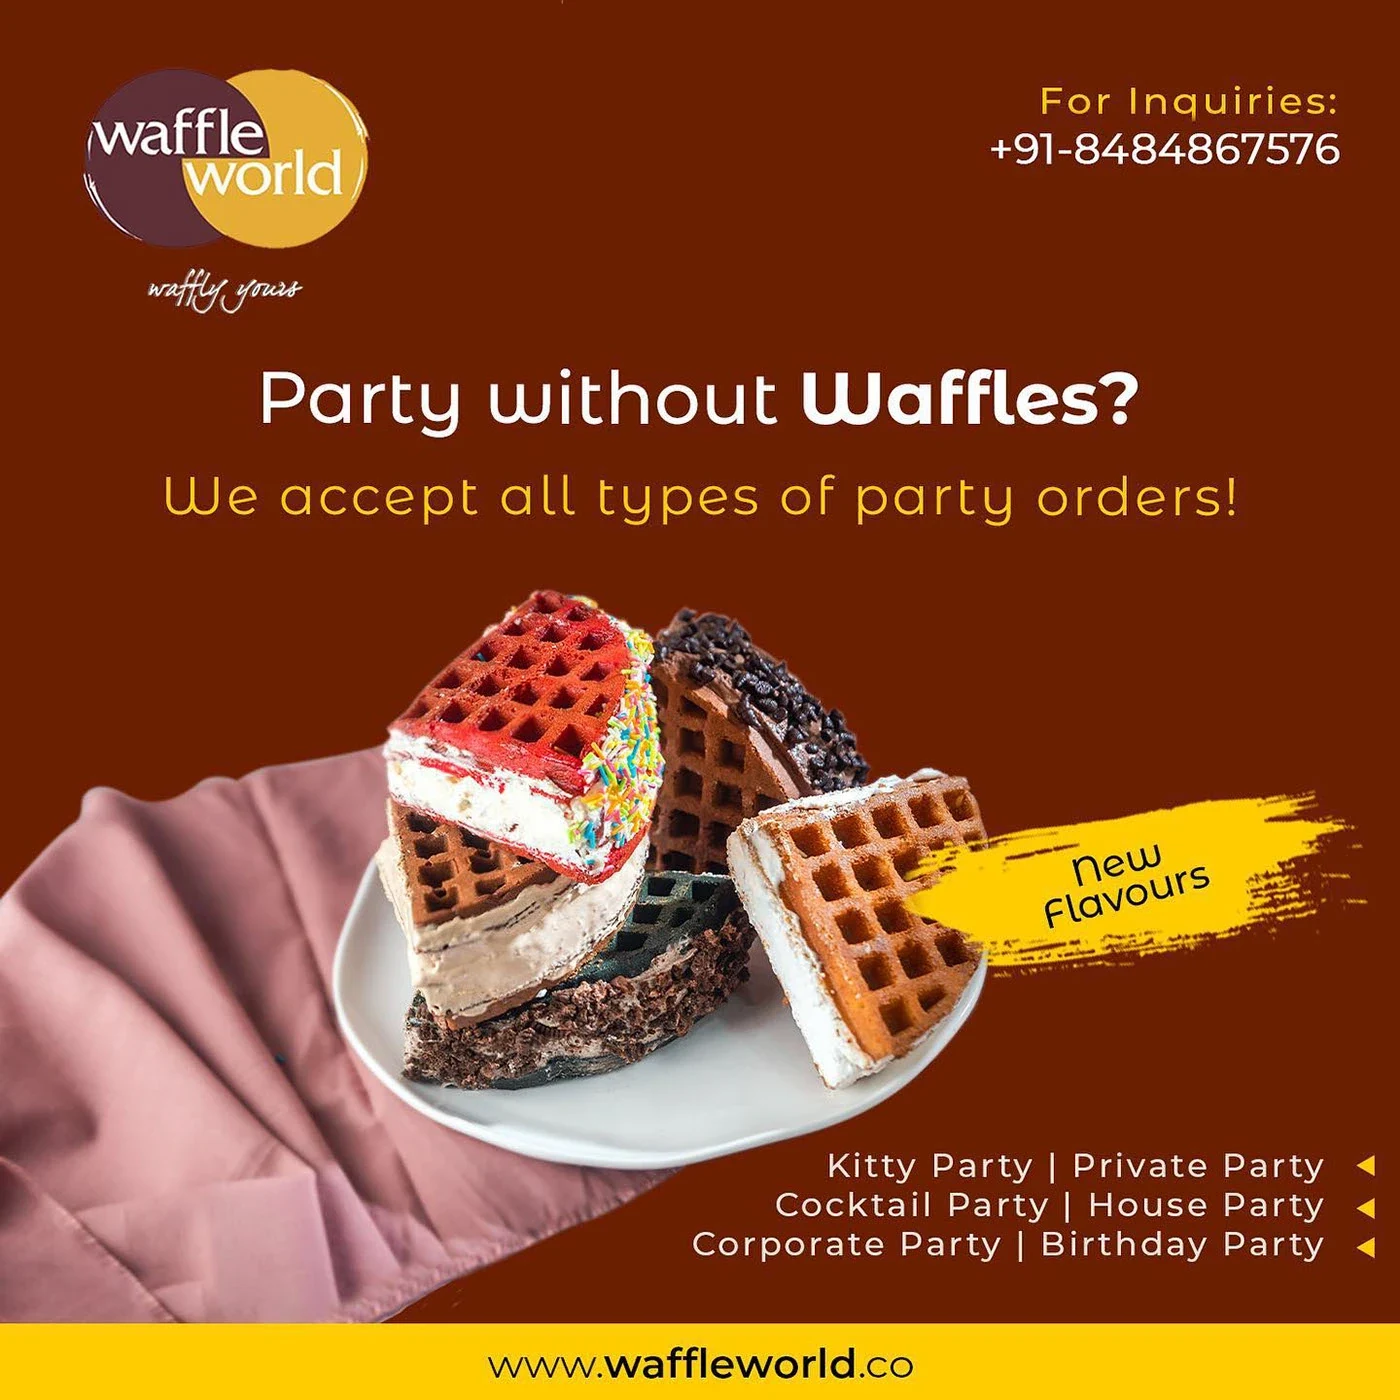 waffle
world
waffly yours
For Inquiries:
+91-8484867576
Party without Waffles?
We accept all types of party orders!
New
Flavours
Kitty Party | Private Party
Cocktail Party | House Party
Corporate Party | Birthday Party
www.waffleworld.co